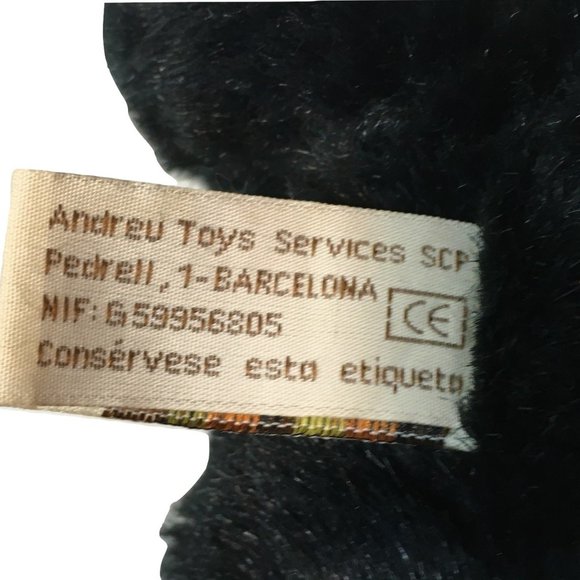 Andreu Toys Services SCP
Pedrell, 1-BARCELONA
NIF: G59956805 CE
Consérvese esta etiqueta